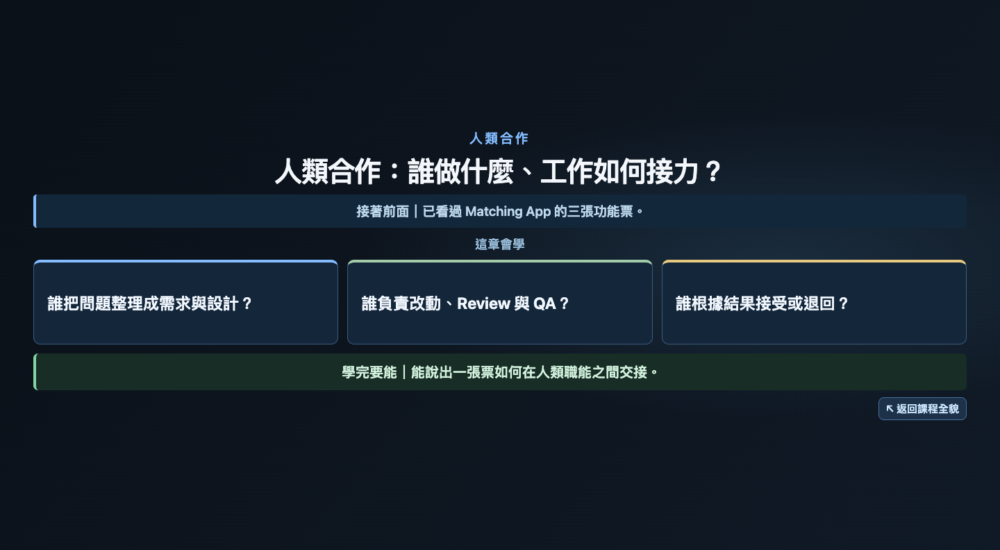 人類合作
人類合作：誰做什麼、工作如何接力？
接著前面｜已看過 Matching App 的三張功能票。
這章會學
誰把問題整理成需求與設計？
誰負責改動、Review 與 QA？
誰根據結果接受或退回？
學完要能｜能說出一張票如何在人類職能之間交接。
↖ 返回課程全貌